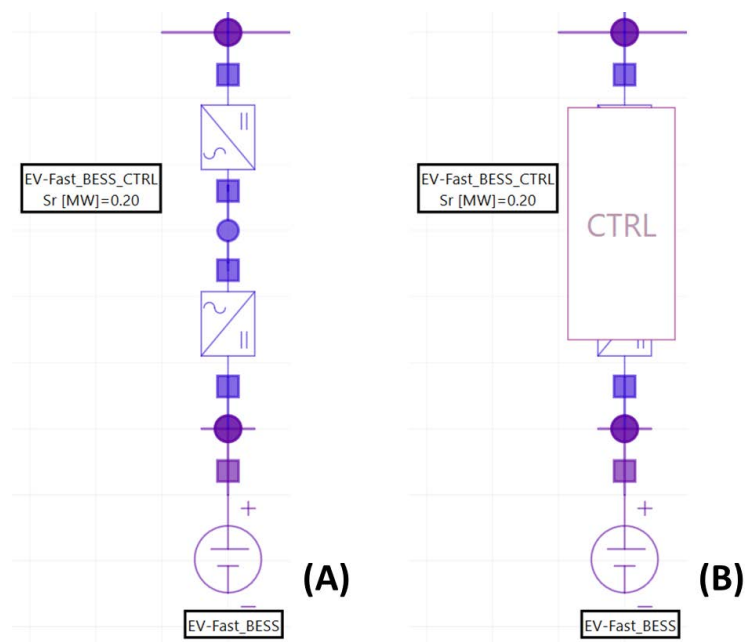 EV-Fast_BESS_CTRL
Sr [MW]=0.20
+
EV-Fast_BESS
(A)
EV-Fast_BESS_CTRL
Sr [MW]=0.20
CTRL
+
EV-Fast_BESS
(B)